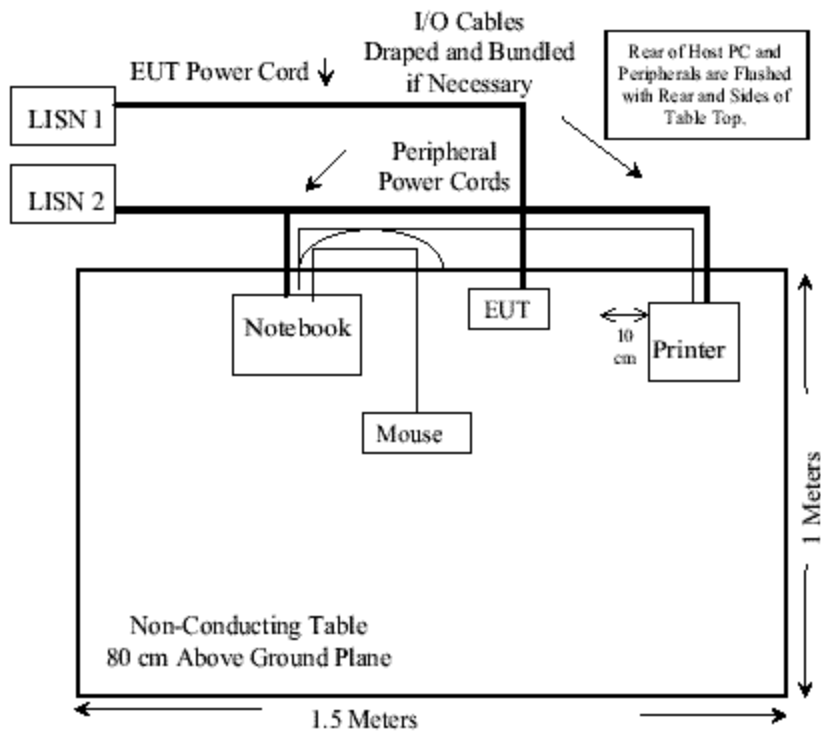 I/O Cables
Draped and Bundled
if Necessary
EUT Power Cord
Rear of Host PC and
Peripherals are Flushed
with Rear and Sides of
Table Top.
LISN 1
Peripheral
Power Cords
LISN 2
Notebook
EUT
10
cm
Printer
Mouse
1 Meters
Non-Conducting Table
80 cm Above Ground Plane
1.5 Meters